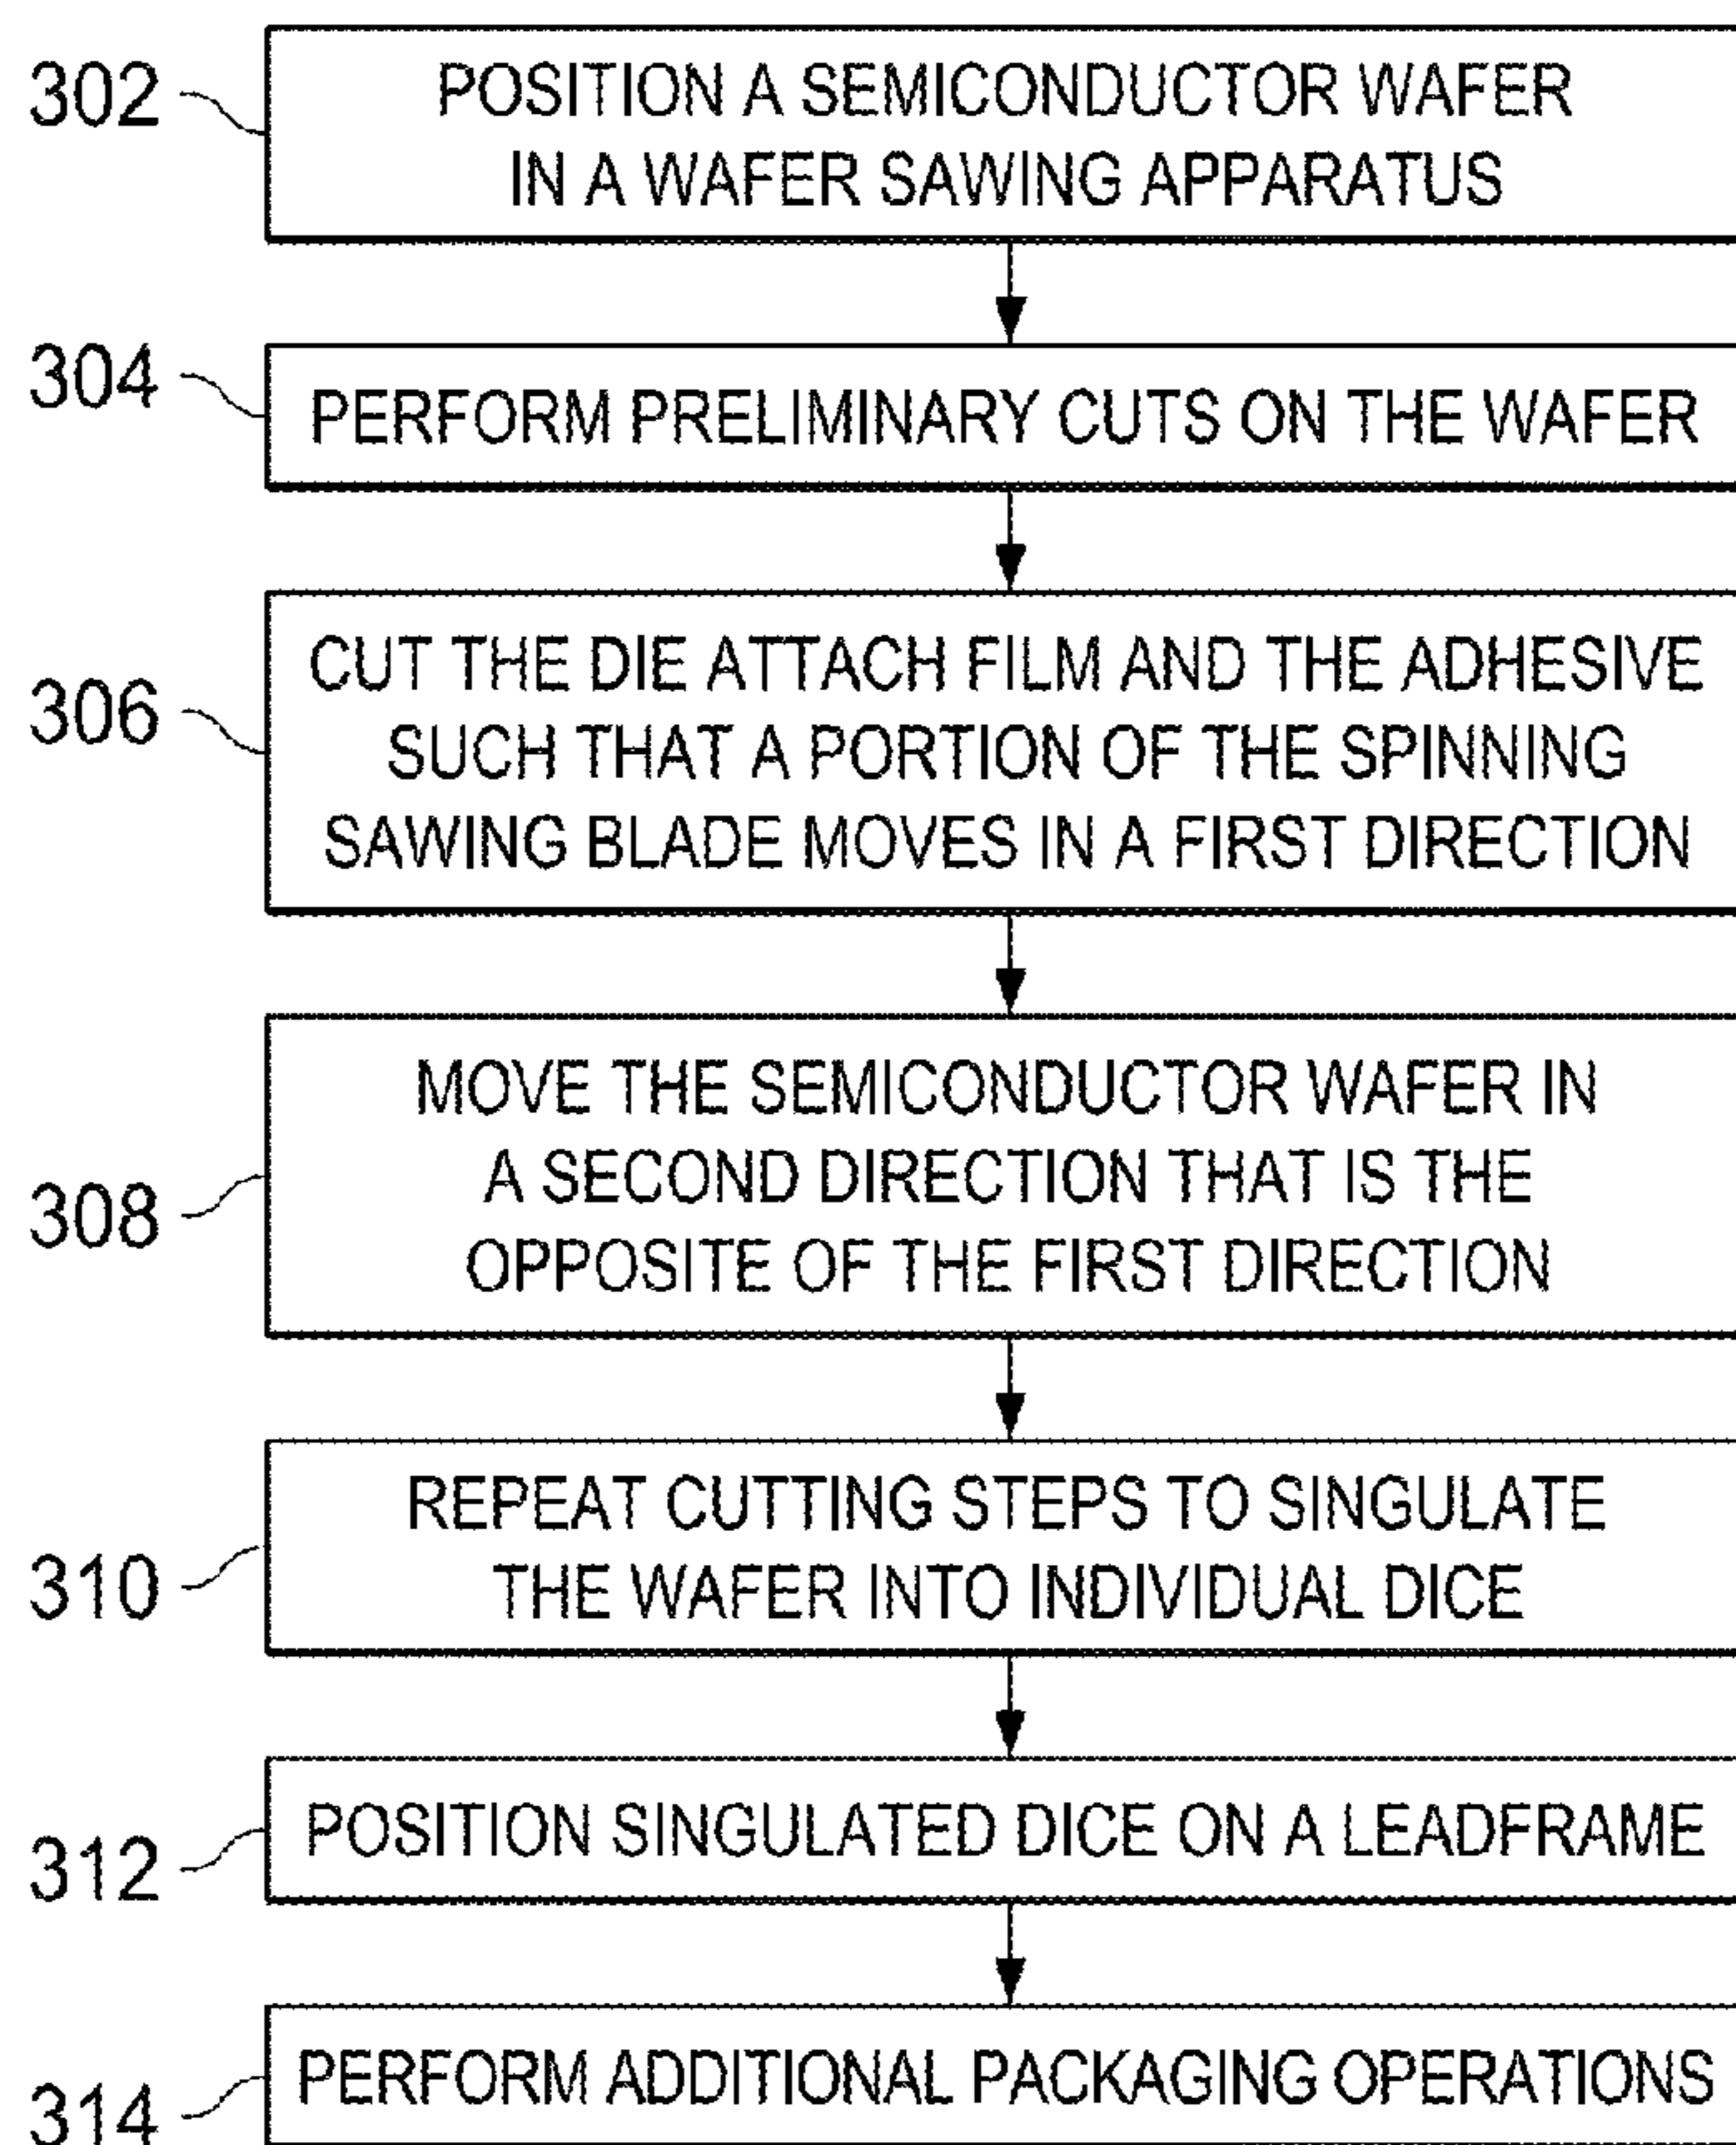 302
POSITION A SEMICONDUCTOR WAFER
IN A WAFER SAWING APPARATUS
304
PERFORM PRELIMINARY CUTS ON THE WAFER
306
CUT THE DIE ATTACH FILM AND THE ADHESIVE
SUCH THAT A PORTION OF THE SPINNING
SAWING BLADE MOVES IN A FIRST DIRECTION
308
MOVE THE SEMICONDUCTOR WAFER IN
A SECOND DIRECTION THAT IS THE
OPPOSITE OF THE FIRST DIRECTION
310
REPEAT CUTTING STEPS TO SINGULATE
THE WAFER INTO INDIVIDUAL DICE
312
POSITION SINGULATED DICE ON A LEADFRAME
314
PERFORM ADDITIONAL PACKAGING OPERATIONS